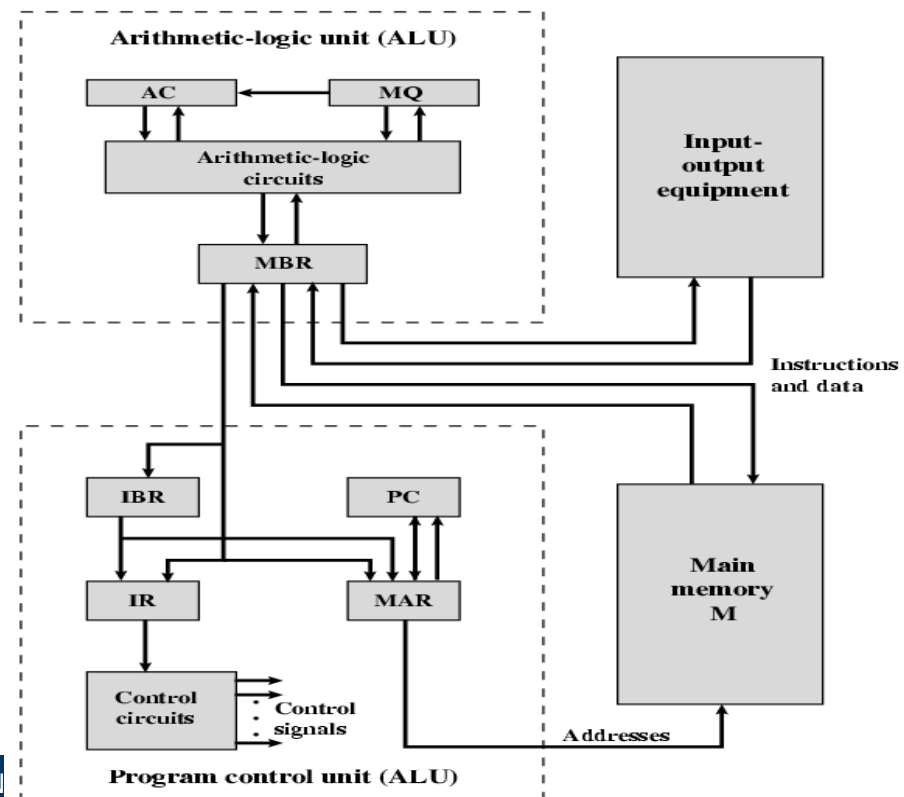 Arithmetic-logic unit (ALU)
AC
MQ
Arithmetic-logic
circuits
MBR
Input-
output
equipment
Instructions
and data
IBR
PC
IR
MAR
Main
memory
M
Control
circuits
Control
signals
Addresses
Program control unit (ALU)